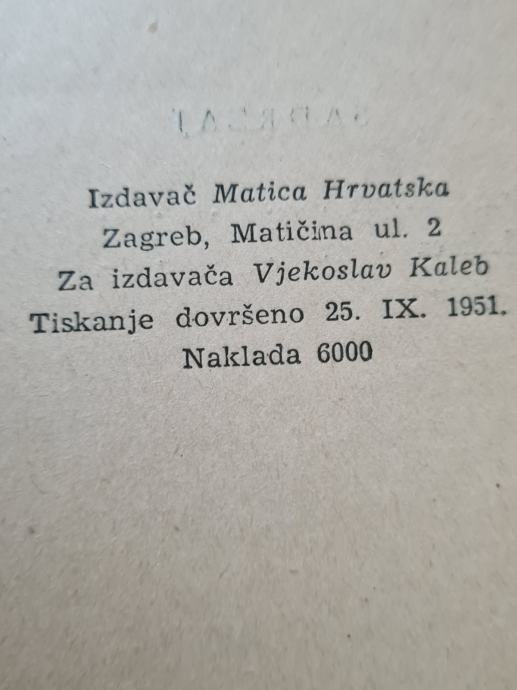 Izdavač Matica Hrvatska
Zagreb, Matičina ul. 2
Za izdavača Vjekoslav Kaleb
Tiskanje dovršeno 25. IX. 1951.
Naklada 6000